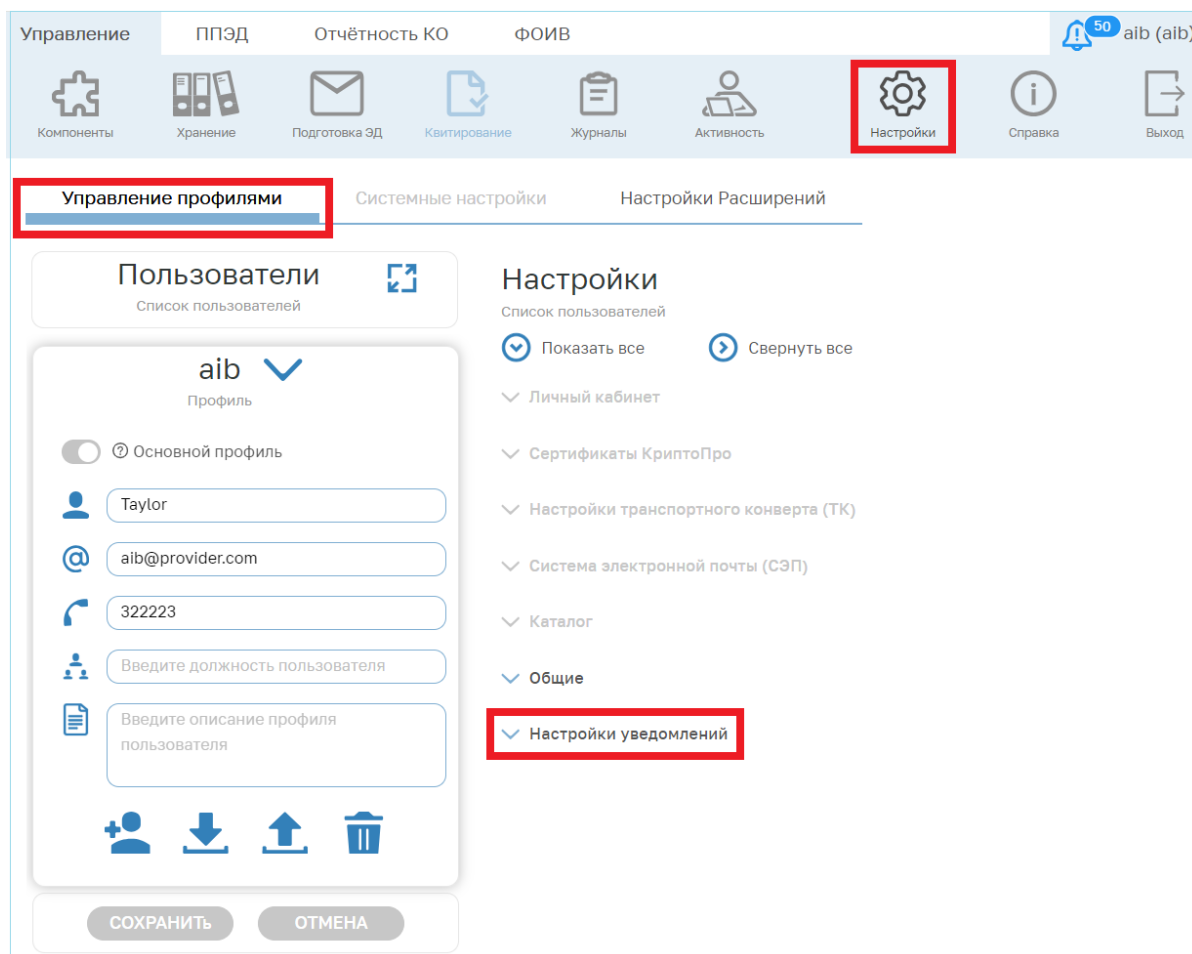 Управление ППЭД Отчётность КО ФОИВ 50 aib (aib)
Компоненты Хранение Подготовка ЭД Квитирование Журналы Активность Настройки Справка Выход
Управление профилями Системные настройки Настройки Расширений
Пользователи
Список пользователей
aib
Профиль
Основной профиль
Taylor
aib@provider.com
322223
Введите должность пользователя
Введите описание профиля
пользователя
СОХРАНИТЬ ОТМЕНА
Настройки
Список пользователей
Показать все Свернуть все
Личный кабинет
Сертификаты КриптоПро
Настройки транспортного конверта (ТК)
Система электронной почты (СЭП)
Каталог
Общие
Настройки уведомлений